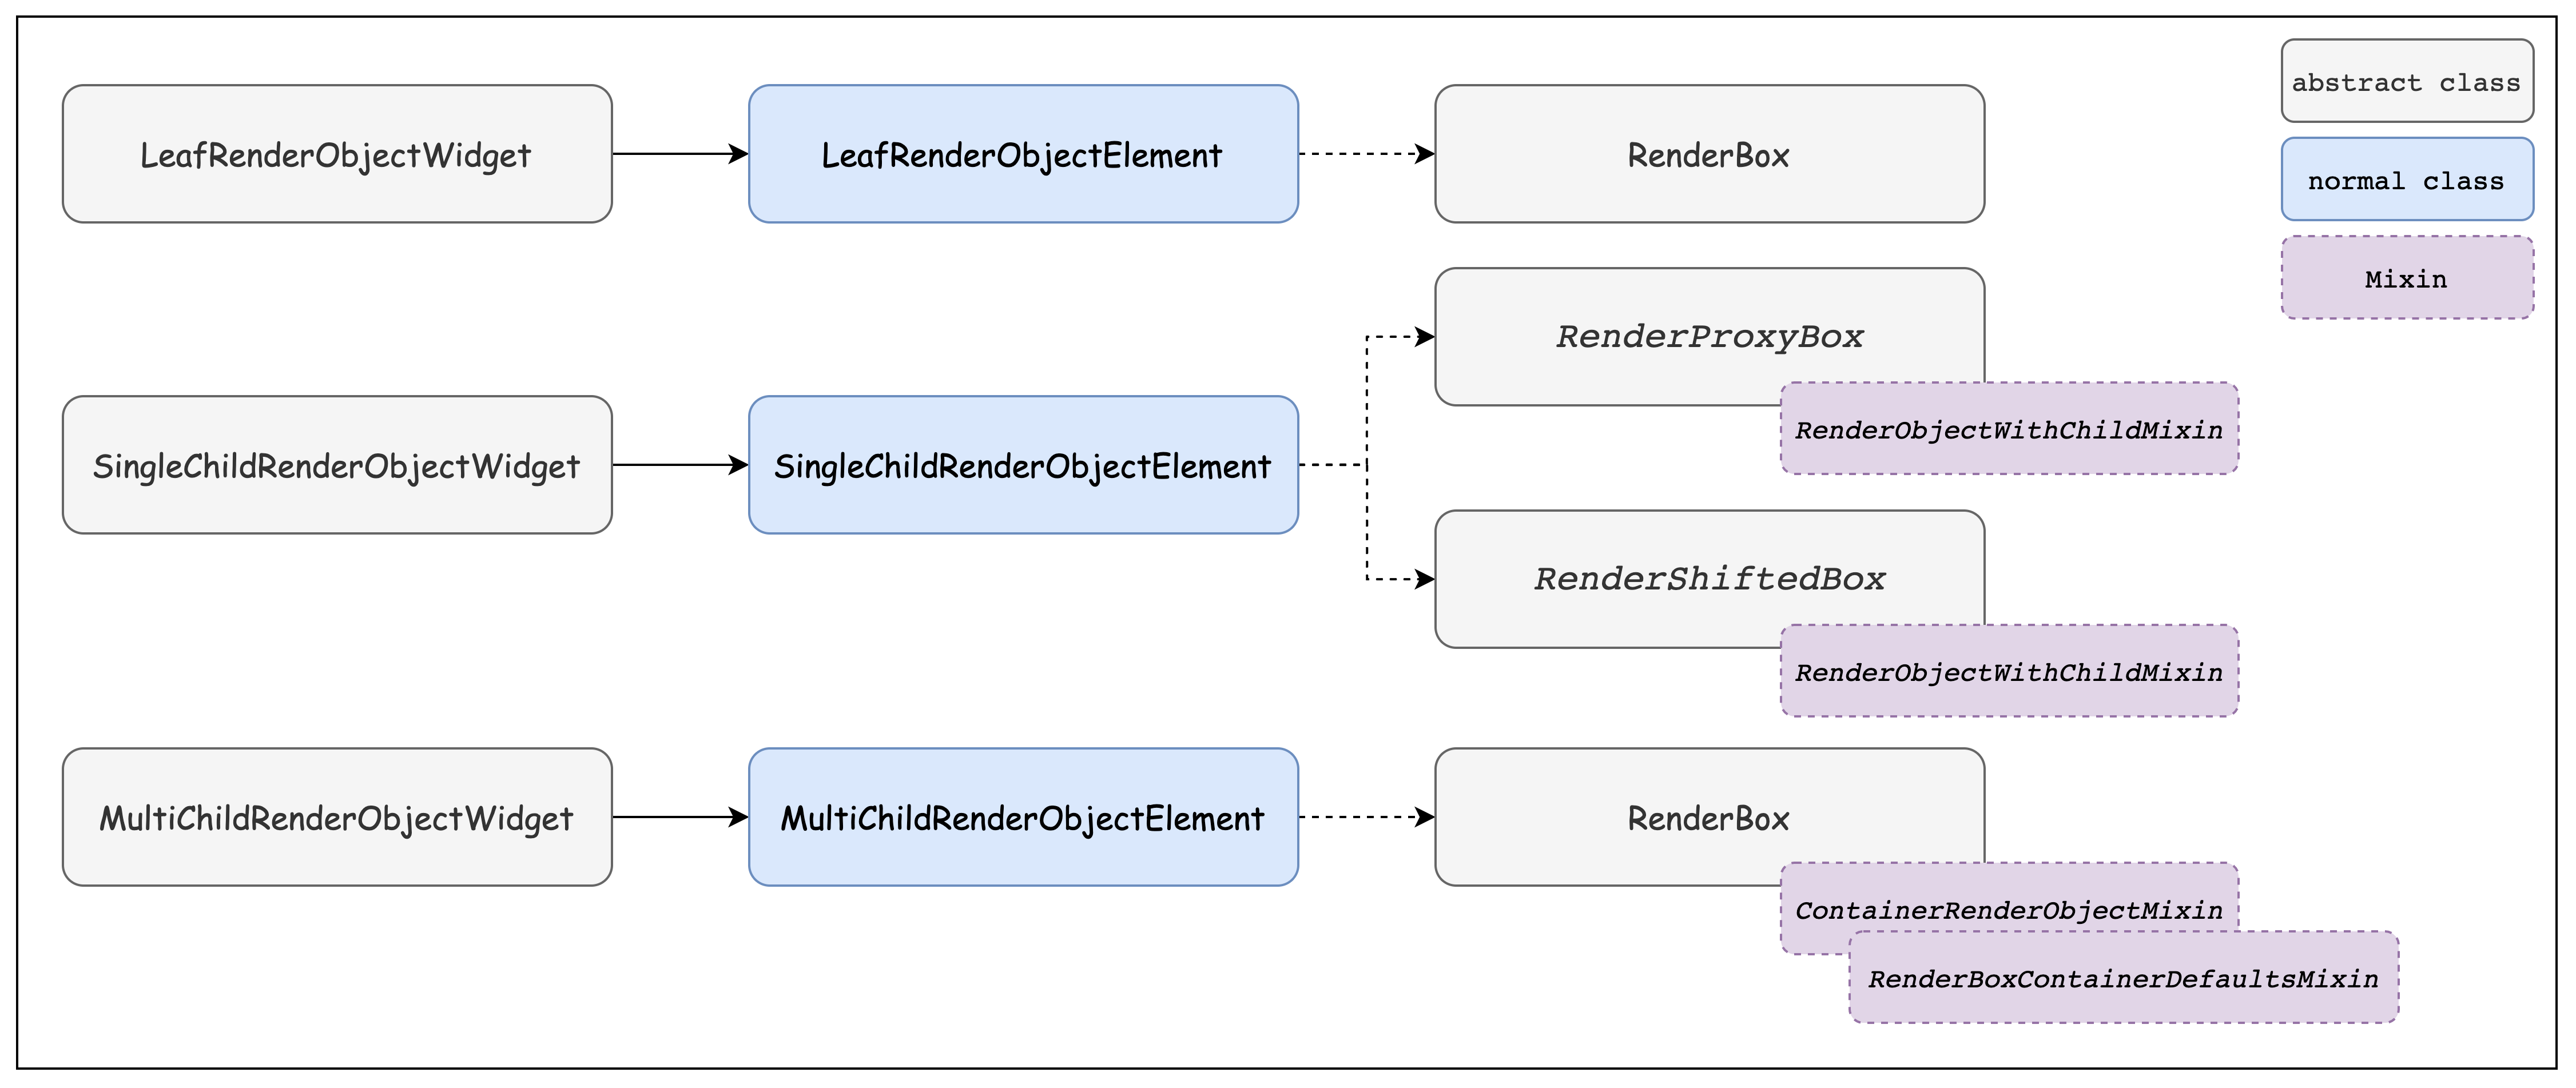 abstract class
normal class
Mixin
LeafRenderObjectWidget
LeafRenderObjectElement
RenderBox
SingleChildRenderObjectWidget
SingleChildRenderObjectElement
RenderProxyBox
RenderObjectWithChildMixin
RenderShiftedBox
RenderObjectWithChildMixin
MultiChildRenderObjectWidget
MultiChildRenderObjectElement
RenderBox
ContainerRenderObjectMixin
RenderBoxContainerDefaultsMixin